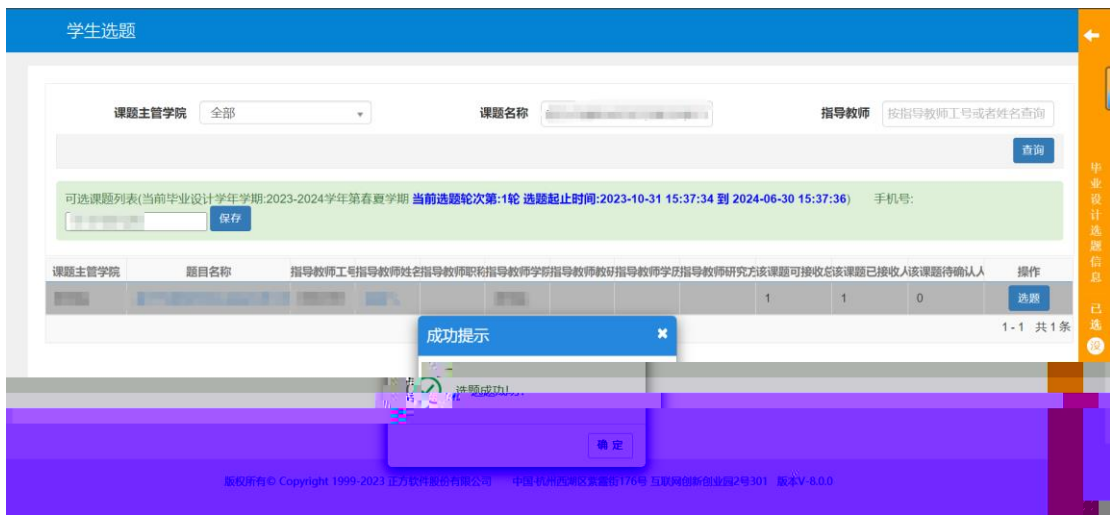 学生选题
课题主管学院 全部 课题名称 指导教师 按指导教师工号或者姓名查询
查询
可选课题列表(当前毕业设计学年学期:2023-2024学年第春夏学期 当前选题轮次第:1轮 选题起止时间:2023-10-31 15:37:34 到 2024-06-30 15:37:36) 手机号:
保存
课题主管学院 题目名称 指导教师工号 指导教师姓名 指导教师职称 指导教师学院 指导教师教研 指导教师学历 指导教师研究方 该课题可接收总 该课题已接收人 该课题待确认人 操作
1 1 0 选题
1-1 共1条
成功提示
选题成功!
确定
版权所有© Copyright 1999-2023 正方软件股份有限公司 中国·杭州西湖区紫霞街176号 互联网创新创业园2号301 版本V-8.0.0
毕业设计选题信息 已选 没